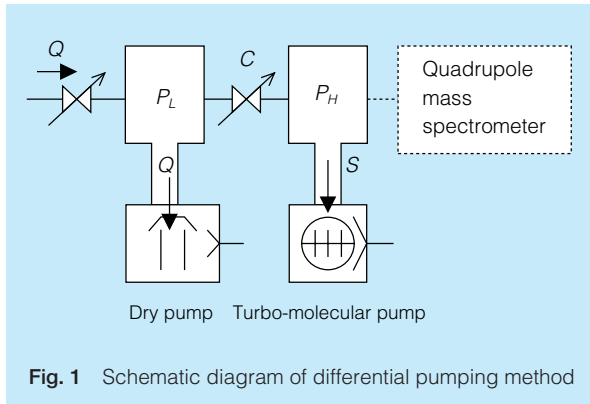 Q
C
P_L
P_H
Quadrupole
mass
spectrometer
Q
S
Dry pump
Turbo-molecular pump
Fig. 1 Schematic diagram of differential pumping method